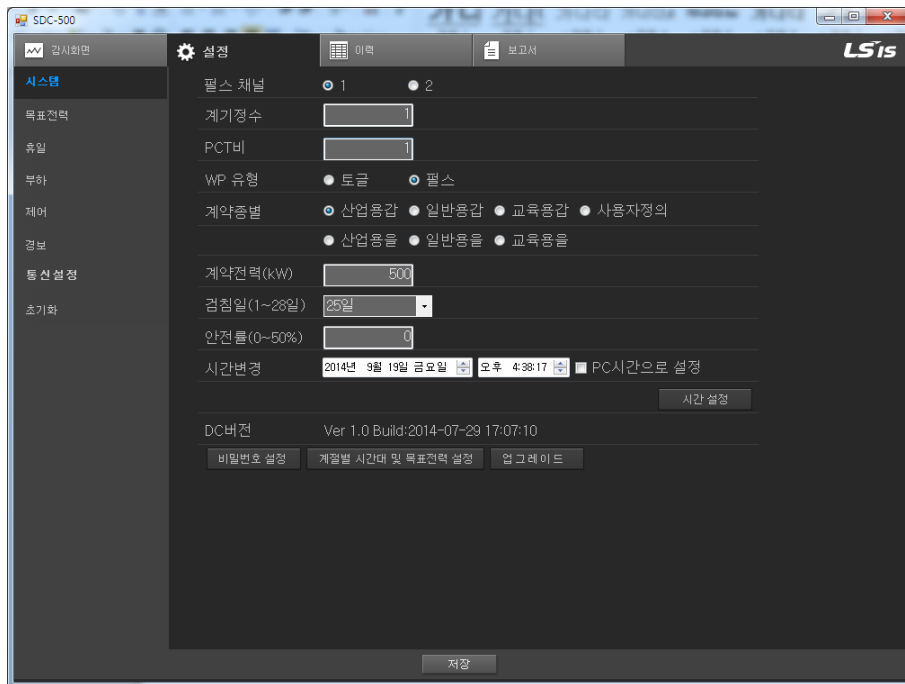 SDC-500
감시화면 설정 이력 보고서 LSis
시스템
목표전력
휴일
부하
제어
경보
통신설정
초기화
펄스 채널 1 2
계기정수 1
PCT비 1
WP 유형 토글 펄스
계약종별 산업용갑 일반용갑 교육용갑 사용자정의
산업용을 일반용을 교육용을
계약전력(kW) 500
검침일(1~28일) 25일
안전률(0~50%) 0
시간변경 2014년 9월 19일 금요일 오후 4:38:17 PC시간으로 설정
시간 설정
DC버전 Ver 1.0 Build:2014-07-29 17:07:10
비밀번호 설정 계절별 시간대 및 목표전력 설정 업그레이드
저장